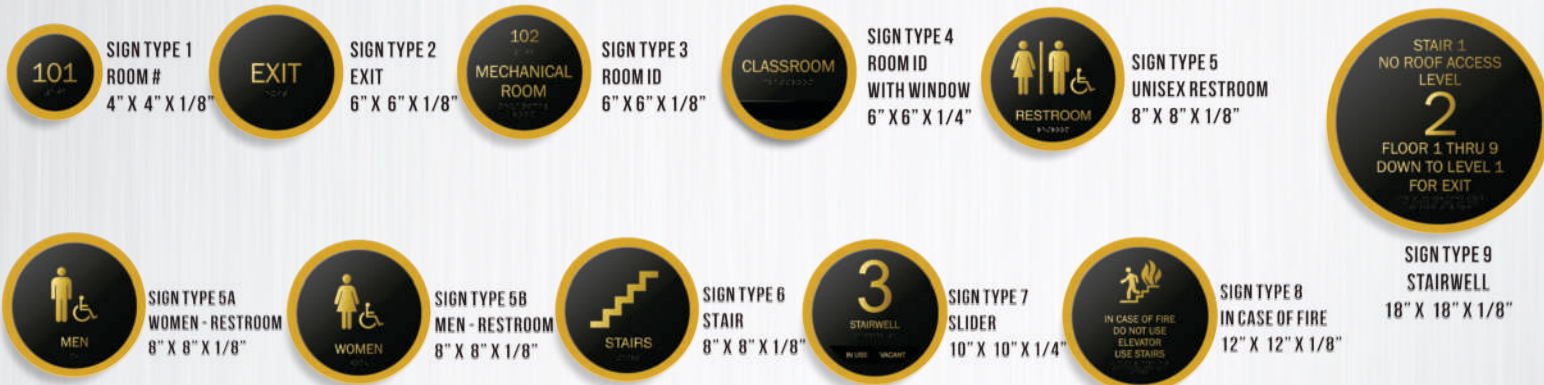 101
SIGN TYPE 1
ROOM #
4" X 4" X 1/8"
EXIT
SIGN TYPE 2
EXIT
6" X 6" X 1/8"
102
MECHANICAL
ROOM
SIGN TYPE 3
ROOM ID
6" X 6" X 1/8"
CLASSROOM
SIGN TYPE 4
ROOM ID
WITH WINDOW
6" X 6" X 1/4"
RESTROOM
SIGN TYPE 5
UNISEX RESTROOM
8" X 8" X 1/8"
STAIR 1
NO ROOF ACCESS
LEVEL
2
FLOOR 1 THRU 9
DOWN TO LEVEL 1
FOR EXIT
SIGN TYPE 9
STAIRWELL
18" X 18" X 1/8"
MEN
SIGN TYPE 5A
WOMEN - RESTROOM
8" X 8" X 1/8"
WOMEN
SIGN TYPE 5B
MEN - RESTROOM
8" X 8" X 1/8"
STAIRS
SIGN TYPE 6
STAIR
8" X 8" X 1/8"
3
STAIRWELL
IN USE VACANT
SIGN TYPE 7
SLIDER
10" X 10" X 1/4"
IN CASE OF FIRE
DO NOT USE
ELEVATOR
USE STAIRS
SIGN TYPE 8
IN CASE OF FIRE
12" X 12" X 1/8"